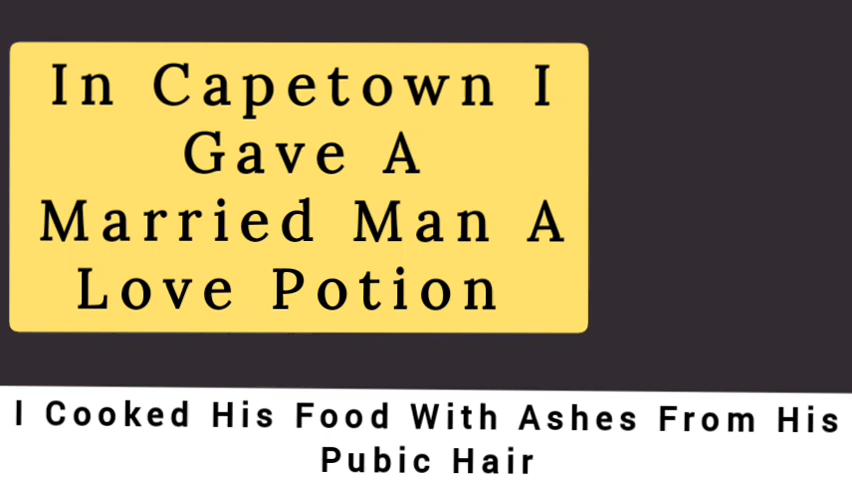 In Capetown I
Gave A
Married Man A
Love Potion
I Cooked His Food With Ashes From His
Pubic Hair